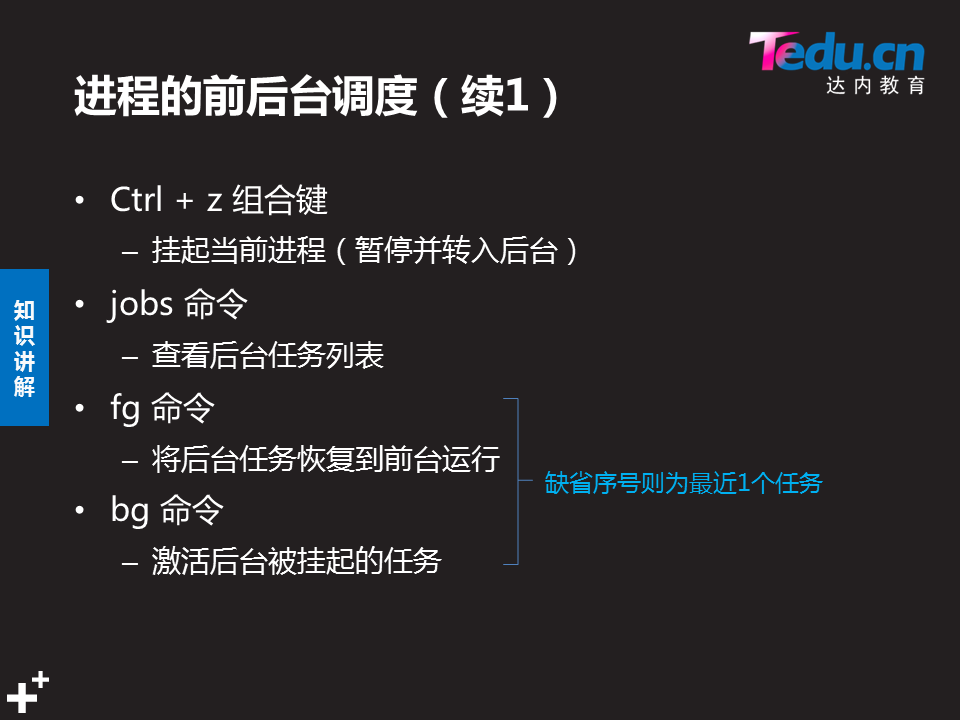 Tedu.cn
达内教育
进程的前后台调度（续1）
• Ctrl + z 组合键
– 挂起当前进程（暂停并转入后台）
• jobs 命令
– 查看后台任务列表
• fg 命令
– 将后台任务恢复到前台运行
缺省序号则为最近1个任务
• bg 命令
– 激活后台被挂起的任务
知识讲解